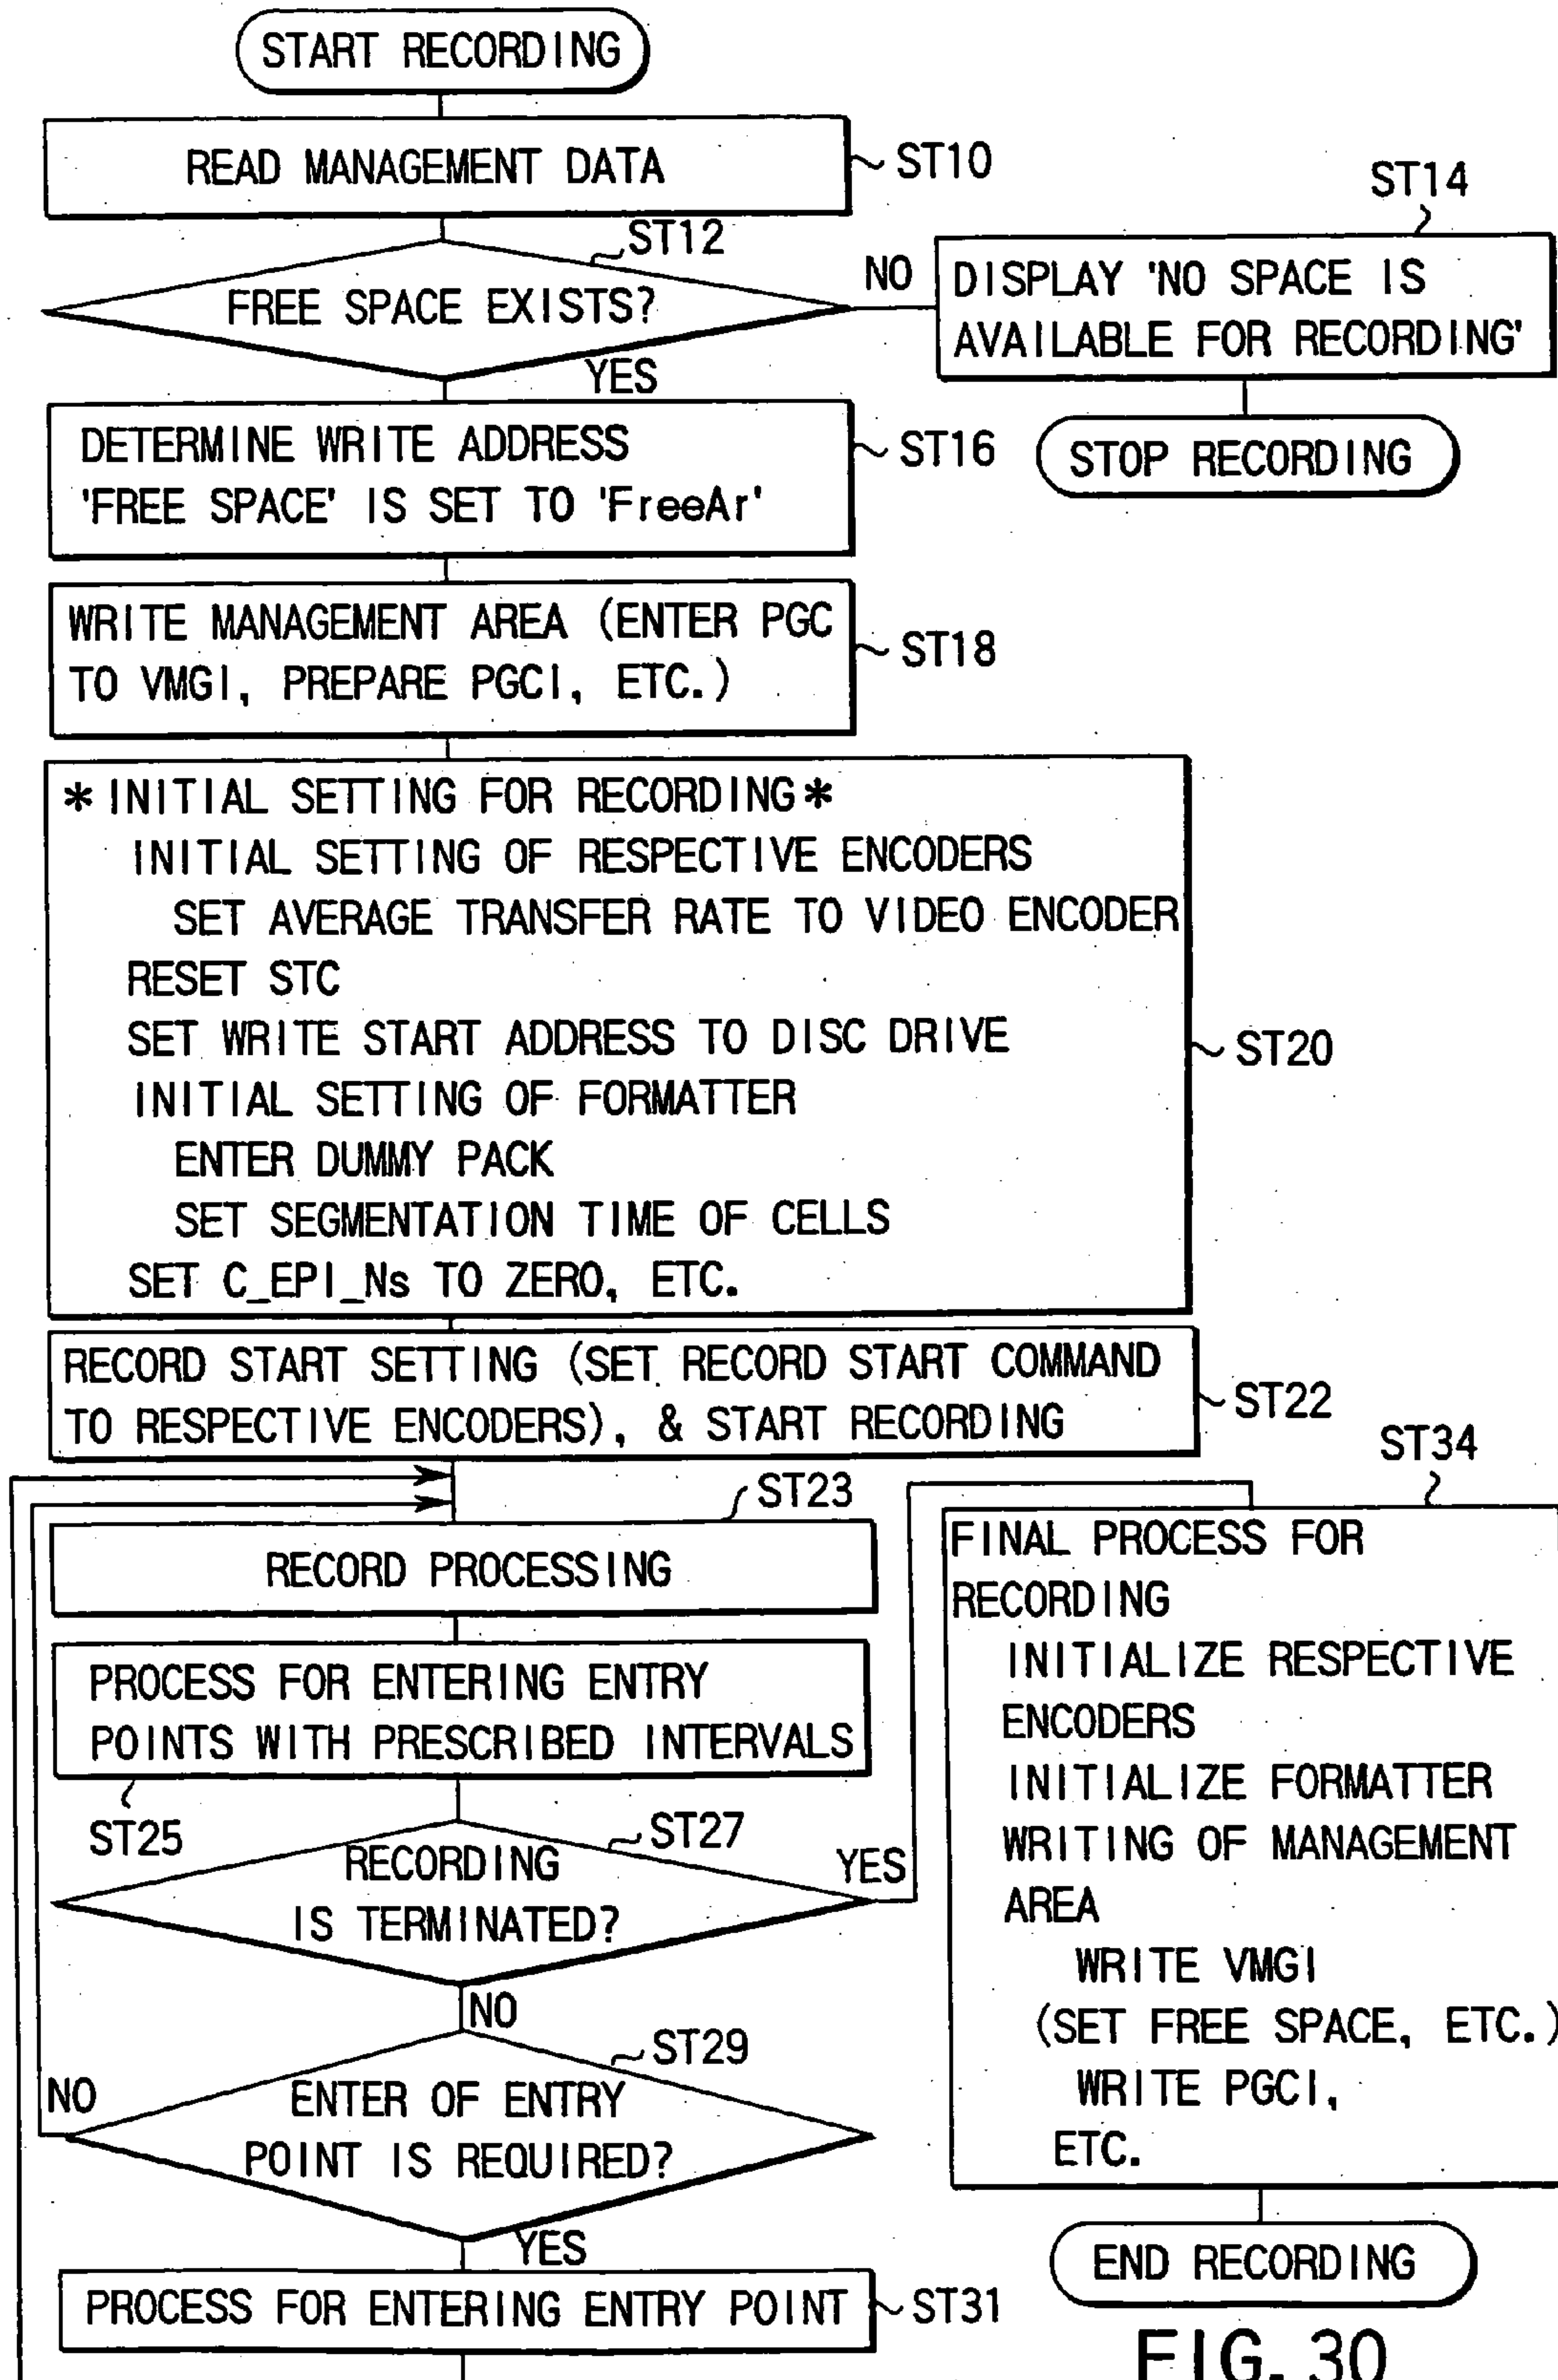 START RECORDING
READ MANAGEMENT DATA
ST10
ST12
FREE SPACE EXISTS?
NO
YES
ST14
DISPLAY 'NO SPACE IS
AVAILABLE FOR RECORDING'
STOP RECORDING
DETERMINE WRITE ADDRESS
'FREE SPACE' IS SET TO 'FreeAr'
ST16
WRITE MANAGEMENT AREA (ENTER PGC
TO VMGI, PREPARE PGCI, ETC.)
ST18
* INITIAL SETTING FOR RECORDING *
INITIAL SETTING OF RESPECTIVE ENCODERS
SET AVERAGE TRANSFER RATE TO VIDEO ENCODER
RESET STC
SET WRITE START ADDRESS TO DISC DRIVE
INITIAL SETTING OF FORMATTER
ENTER DUMMY PACK
SET SEGMENTATION TIME OF CELLS
SET C_EPI_Ns TO ZERO, ETC.
ST20
RECORD START SETTING (SET RECORD START COMMAND
TO RESPECTIVE ENCODERS), & START RECORDING
ST22
ST23
RECORD PROCESSING
PROCESS FOR ENTERING ENTRY
POINTS WITH PRESCRIBED INTERVALS
ST25
ST27
RECORDING
IS TERMINATED?
YES
NO
ST29
ENTER OF ENTRY
POINT IS REQUIRED?
NO
YES
PROCESS FOR ENTERING ENTRY POINT
ST31
ST34
FINAL PROCESS FOR
RECORDING
INITIALIZE RESPECTIVE
ENCODERS
INITIALIZE FORMATTER
WRITING OF MANAGEMENT
AREA
WRITE VMGI
(SET FREE SPACE, ETC.)
WRITE PGCI,
ETC.
END RECORDING
FIG. 30